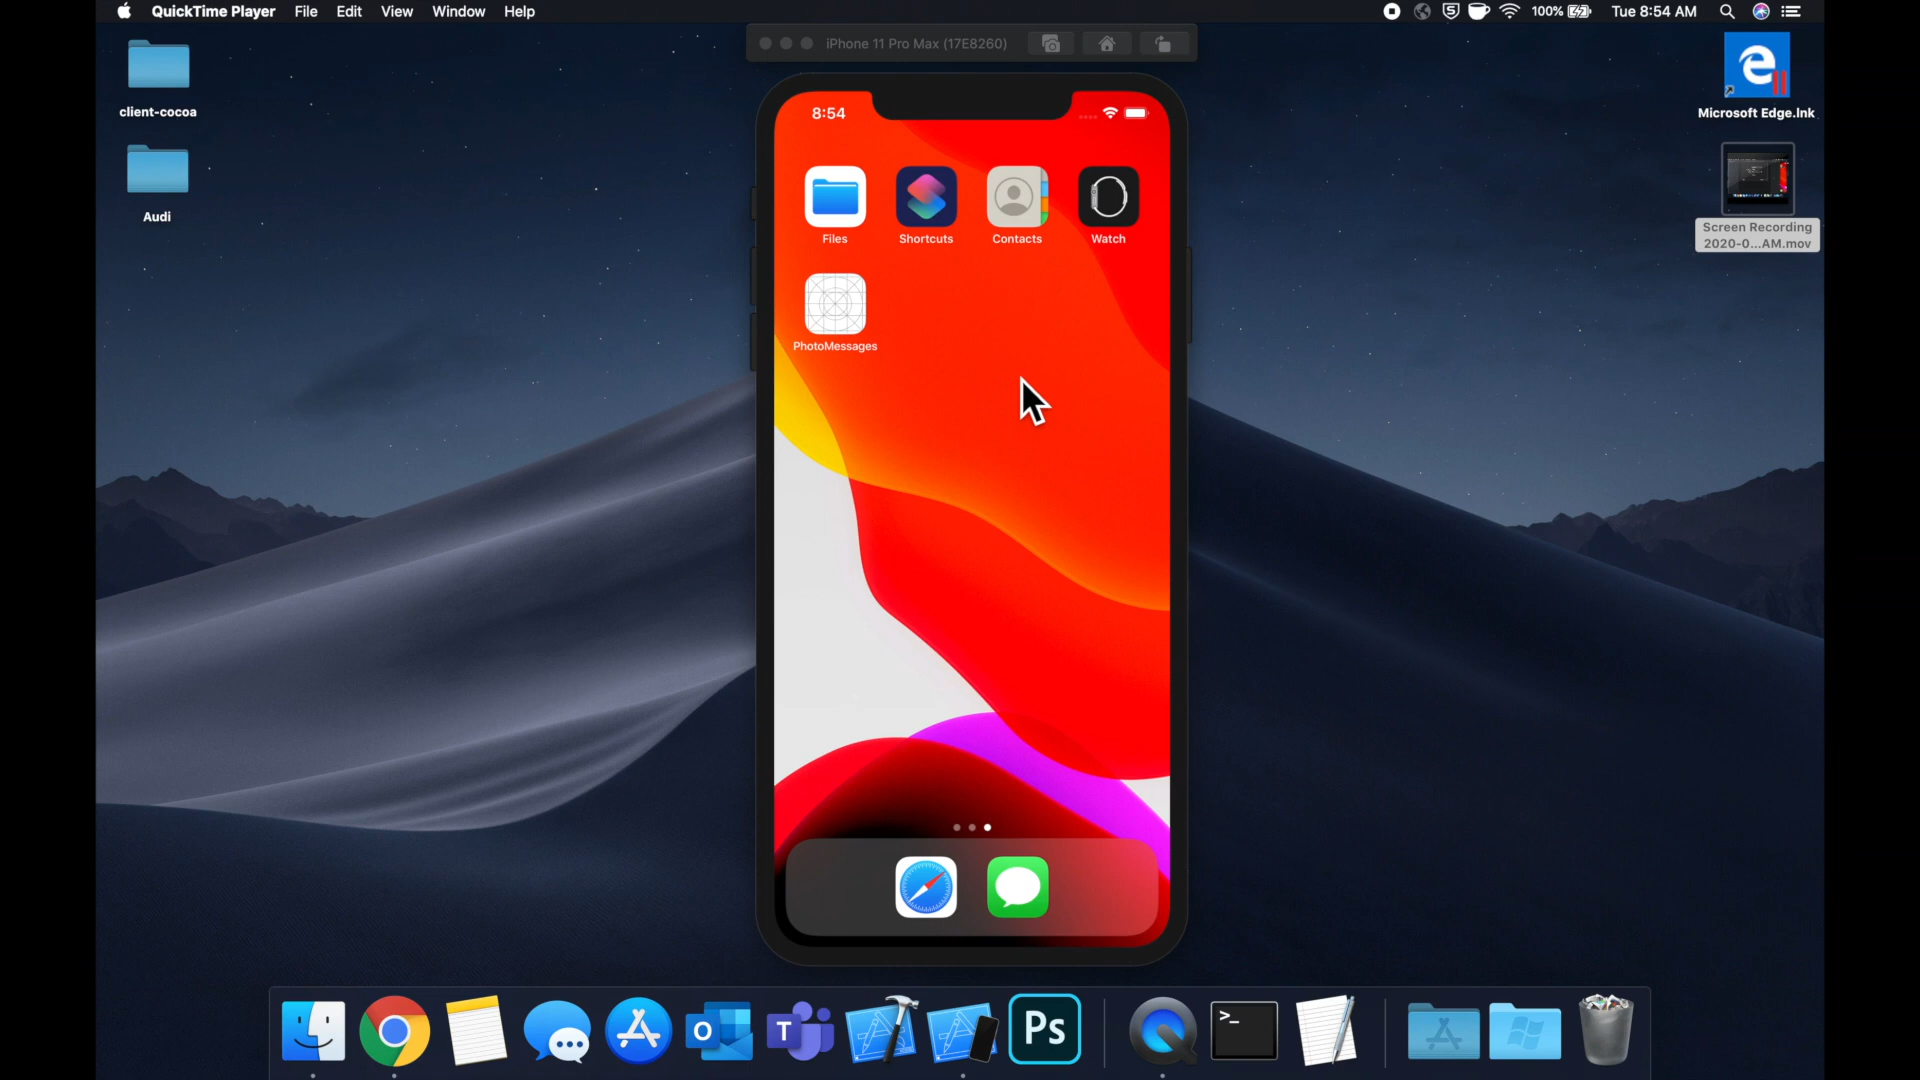 QuickTime Player File Edit View Window Help
5 100% Tue 8:54 AM
iPhone 11 Pro Max (17E8260)
client-cocoa
Audi
Microsoft Edge.lnk
Screen Recording
2020-0...AM.mov
8:54
Files Shortcuts Contacts Watch
PhotoMessages
O
T
Ps
>_